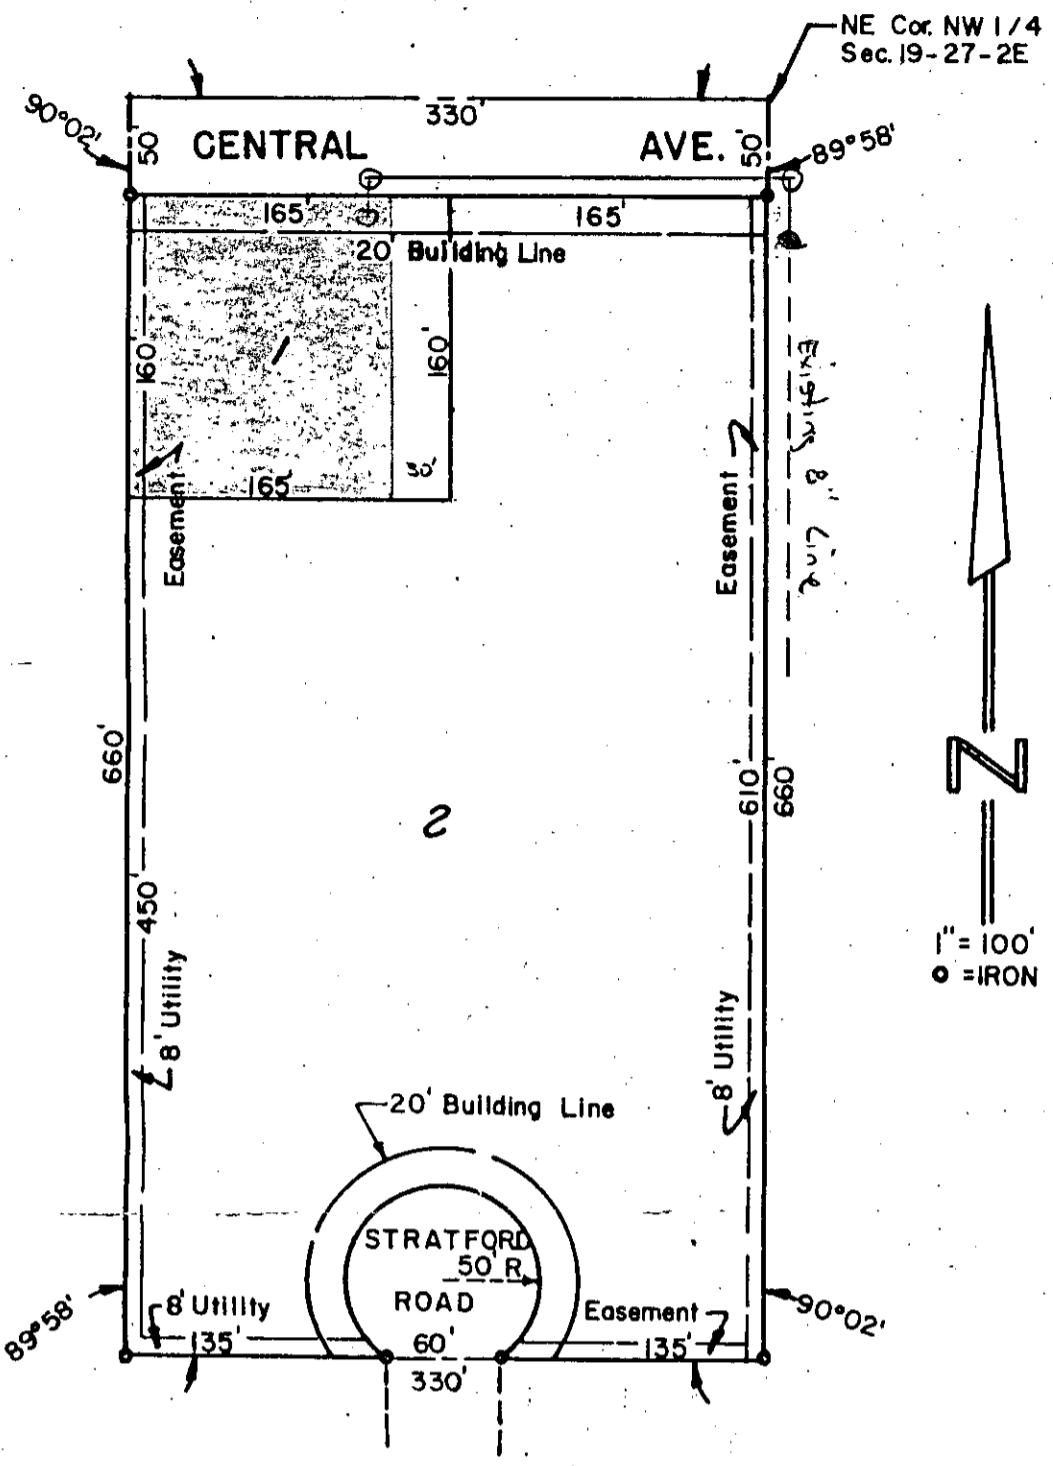 NE Cor. NW 1/4
Sec. 19-27-2E
330'
90°02'
50'
CENTRAL AVE.
50'
89°58'
165'
165'
20' Building Line
160'
1
160'
165
Easement
Easement
Existing 8" Line
660'
610'
660'
2
450'
N
1" = 100'
o = IRON
8' Utility
8' Utility
20' Building Line
STRATFORD
50' R
ROAD
89°58'
8' Utility
Easement
90°02'
135'
60'
135'
330'